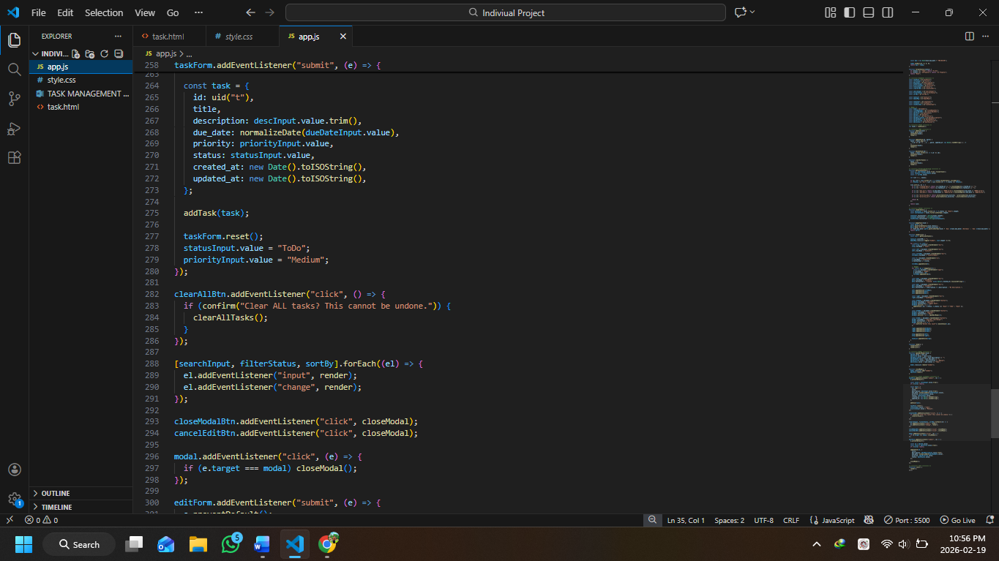 File Edit Selection View Go ··· Indiviual Project
EXPLORER ···
task.html
style.css
JS app.js
INDIVI...
JS app.js
# style.css
TASK MANAGEMENT ...
<> task.html
JS app.js > ...
258 taskForm.addEventListener("submit", (e) => {
263
264 const task = {
265 id: uid("t"),
266 title,
267 description: descInput.value.trim(),
268 due_date: normalizeDate(dueDateInput.value),
269 priority: priorityInput.value,
270 status: statusInput.value,
271 created_at: new Date().toISOString(),
272 updated_at: new Date().toISOString(),
273 };
274
275 addTask(task);
276
277 taskForm.reset();
278 statusInput.value = "ToDo";
279 priorityInput.value = "Medium";
280 });
281
282 clearAllBtn.addEventListener("click", () => {
283 if (confirm("Clear ALL tasks? This cannot be undone.")) {
284 clearAllTasks();
285 }
286 });
287
288 [searchInput, filterStatus, sortBy].forEach((el) => {
289 el.addEventListener("input", render);
290 el.addEventListener("change", render);
291 });
292
293 closeModalBtn.addEventListener("click", closeModal);
294 cancelEditBtn.addEventListener("click", closeModal);
295
296 modal.addEventListener("click", (e) => {
297 if (e.target === modal) closeModal();
298 });
299
300 editForm.addEventListener("submit", (e) => {
OUTLINE
TIMELINE
1
0 0
Ln 35, Col 1 Spaces: 2 UTF-8 CRLF {} JavaScript Port : 5500 Go Live
Search
5
10:56 PM
2026-02-19